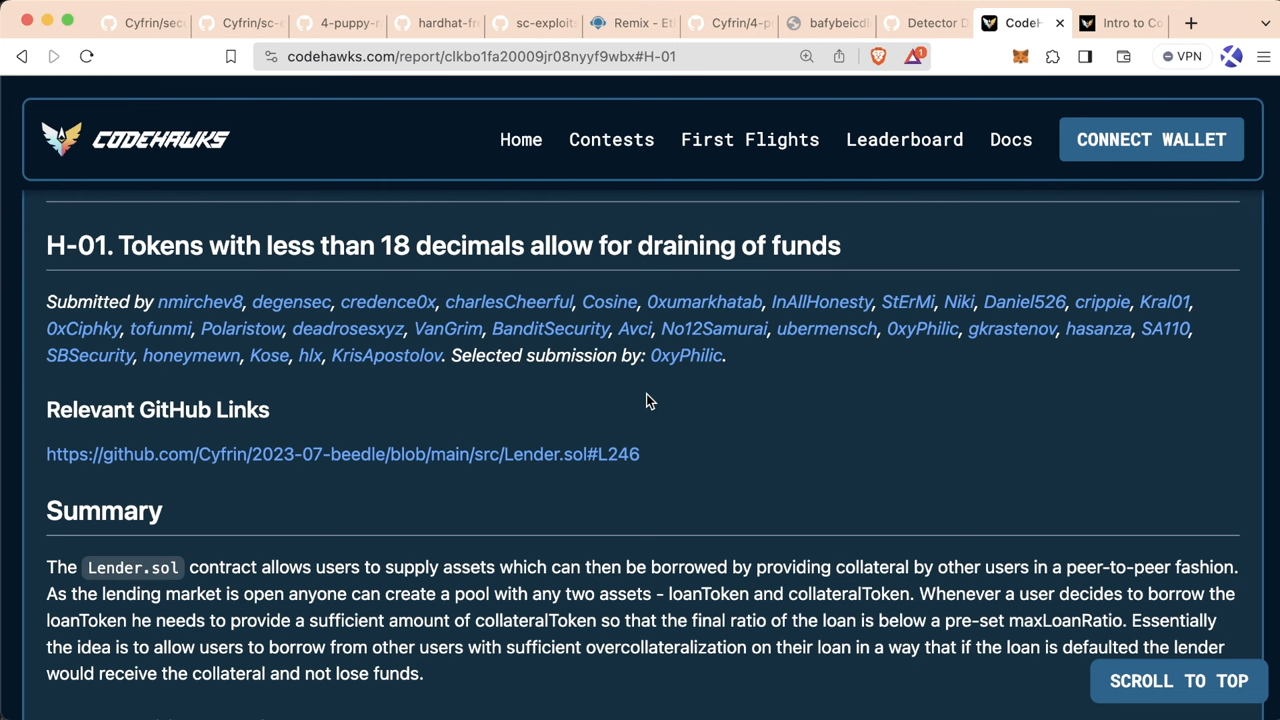 Cyfrin/sec
Cyfrin/sc-e
4-puppy-r
hardhat-fre
sc-exploit
Remix - Eth
Cyfrin/4-p
bafybeicdi
Detector D
CodeH
Intro to Co
codehawks.com/report/clkbo1fa20009jr08nyyf9wbx#H-01
1
VPN
CODEHAWKS
Home
Contests
First Flights
Leaderboard
Docs
CONNECT WALLET
H-01. Tokens with less than 18 decimals allow for draining of funds
Submitted by nmirchev8, degensec, credence0x, charlesCheerful, Cosine, 0xumarkhatab, InAllHonesty, StErMi, Niki, Daniel526, crippie, Kral01,
0xCiphky, tofunmi, Polaristow, deadrosesxyz, VanGrim, BanditSecurity, Avci, No12Samurai, ubermensch, 0xyPhilic, gkrastenov, hasanza, SA110,
SBSecurity, honeymewn, Kose, hlx, KrisApostolov. Selected submission by: 0xyPhilic.
Relevant GitHub Links
https://github.com/Cyfrin/2023-07-beedle/blob/main/src/Lender.sol#L246
Summary
The Lender.sol contract allows users to supply assets which can then be borrowed by providing collateral by other users in a peer-to-peer fashion.
As the lending market is open anyone can create a pool with any two assets - loanToken and collateralToken. Whenever a user decides to borrow the
loanToken he needs to provide a sufficient amount of collateralToken so that the final ratio of the loan is below a pre-set maxLoanRatio. Essentially
the idea is to allow users to borrow from other users with sufficient overcollateralization on their loan in a way that if the loan is defaulted the lender
would receive the collateral and not lose funds.
SCROLL TO TOP